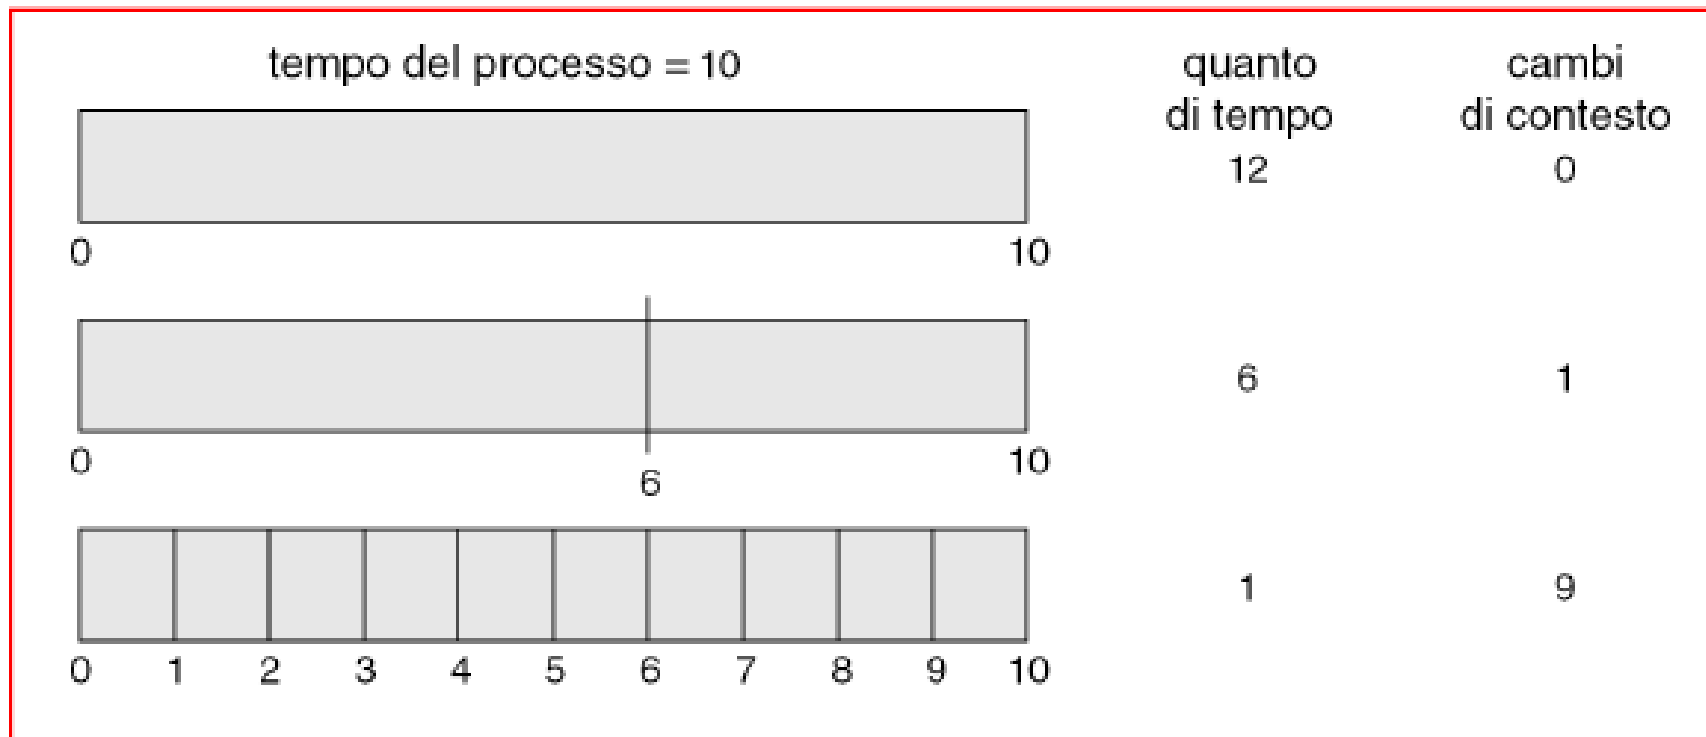 tempo del processo = 10
quanto di tempo
cambi di contesto
12 0
0 10
6 1
0 10
6
1 9
0 1 2 3 4 5 6 7 8 9 10